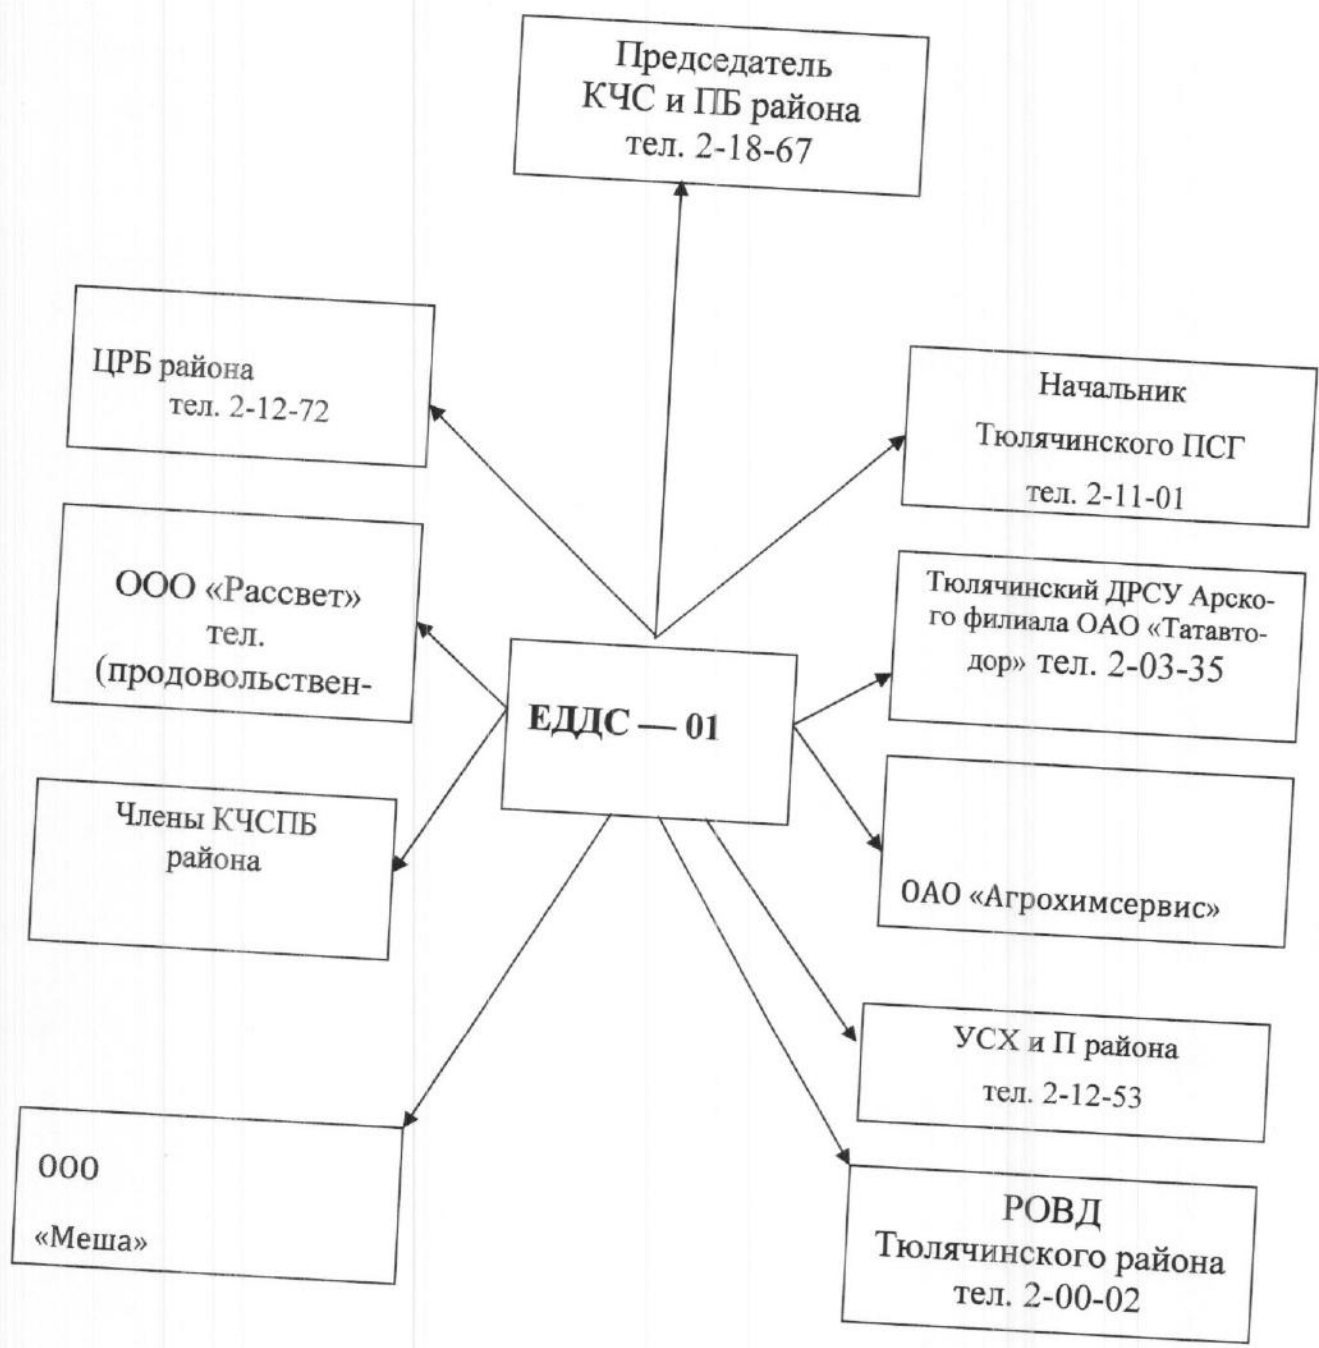 Председатель
КЧС и ПБ района
тел. 2-18-67
ЦРБ района
тел. 2-12-72
Начальник
Тюлячинского ПСГ
тел. 2-11-01
ООО «Рассвет»
тел.
(продовольствен-
Тюлячинский ДРСУ Арско-
го филиала ОАО «Татавто-
дор» тел. 2-03-35
ЕДДС — 01
Члены КЧСПБ
района
ОАО «Агрохимсервис»
УСХ и П района
тел. 2-12-53
ООО
«Меша»
РОВД
Тюлячинского района
тел. 2-00-02